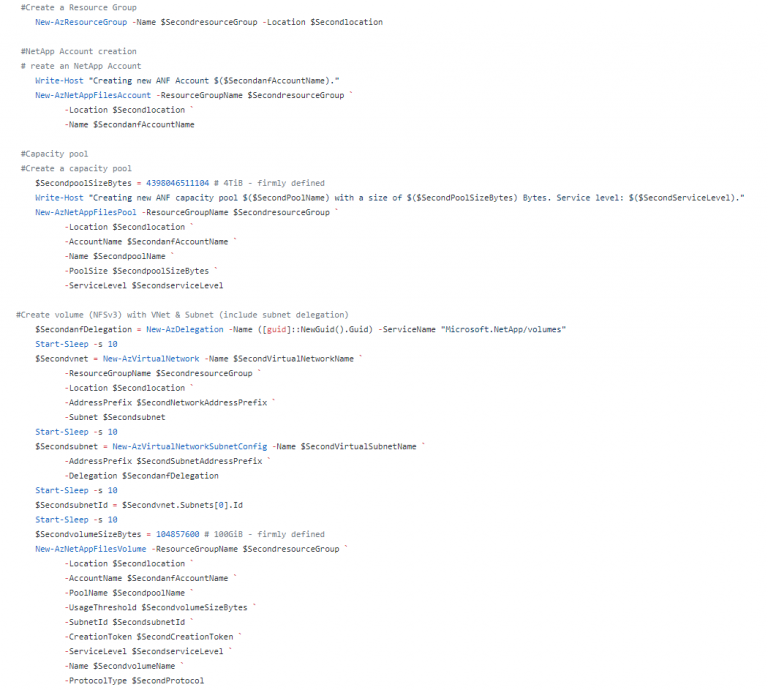 #Create a Resource Group
New-AzResourceGroup -Name $SecondresourceGroup -Location $Secondlocation
#NetApp Account creation
# reate an NetApp Account
Write-Host "Creating new ANF Account $($SecondanfAccountName)."
New-AzNetAppFilesAccount -ResourceGroupName $SecondresourceGroup `
-Location $Secondlocation `
-Name $SecondanfAccountName
#Capacity pool
#Create a capacity pool
$SecondpoolSizeBytes = 4398046511104 # 4TiB - firmly defined
Write-Host "Creating new ANF capacity pool $($SecondPoolName) with a size of $($SecondPoolSizeBytes) Bytes. Service level: $($SecondServiceLevel)."
New-AzNetAppFilesPool -ResourceGroupName $SecondresourceGroup `
-Location $Secondlocation `
-AccountName $SecondanfAccountName `
-Name $SecondpoolName `
-PoolSize $SecondpoolSizeBytes `
-ServiceLevel $SecondserviceLevel
#Create volume (NFSv3) with VNet & Subnet (include subnet delegation)
$SecondanfDelegation = New-AzDelegation -Name ([guid]::NewGuid().Guid) -ServiceName "Microsoft.NetApp/volumes"
Start-Sleep -s 10
$Secondvnet = New-AzVirtualNetwork -Name $SecondVirtualNetworkName `
-ResourceGroupName $SecondresourceGroup `
-Location $Secondlocation `
-AddressPrefix $SecondNetworkAddressPrefix `
-Subnet $Secondsubnet
Start-Sleep -s 10
$Secondsubnet = New-AzVirtualNetworkSubnetConfig -Name $SecondVirtualSubnetName `
-AddressPrefix $SecondSubnetAddressPrefix `
-Delegation $SecondanfDelegation
Start-Sleep -s 10
$SecondsubnetId = $Secondvnet.Subnets[0].Id
Start-Sleep -s 10
$SecondvolumeSizeBytes = 104857600 # 100GiB - firmly defined
New-AzNetAppFilesVolume -ResourceGroupName $SecondresourceGroup `
-Location $Secondlocation `
-AccountName $SecondanfAccountName `
-PoolName $SecondpoolName `
-UsageThreshold $SecondvolumeSizeBytes `
-SubnetId $SecondsubnetId `
-CreationToken $SecondCreationToken `
-ServiceLevel $SecondserviceLevel `
-Name $SecondvolumeName `
-ProtocolType $SecondProtocol